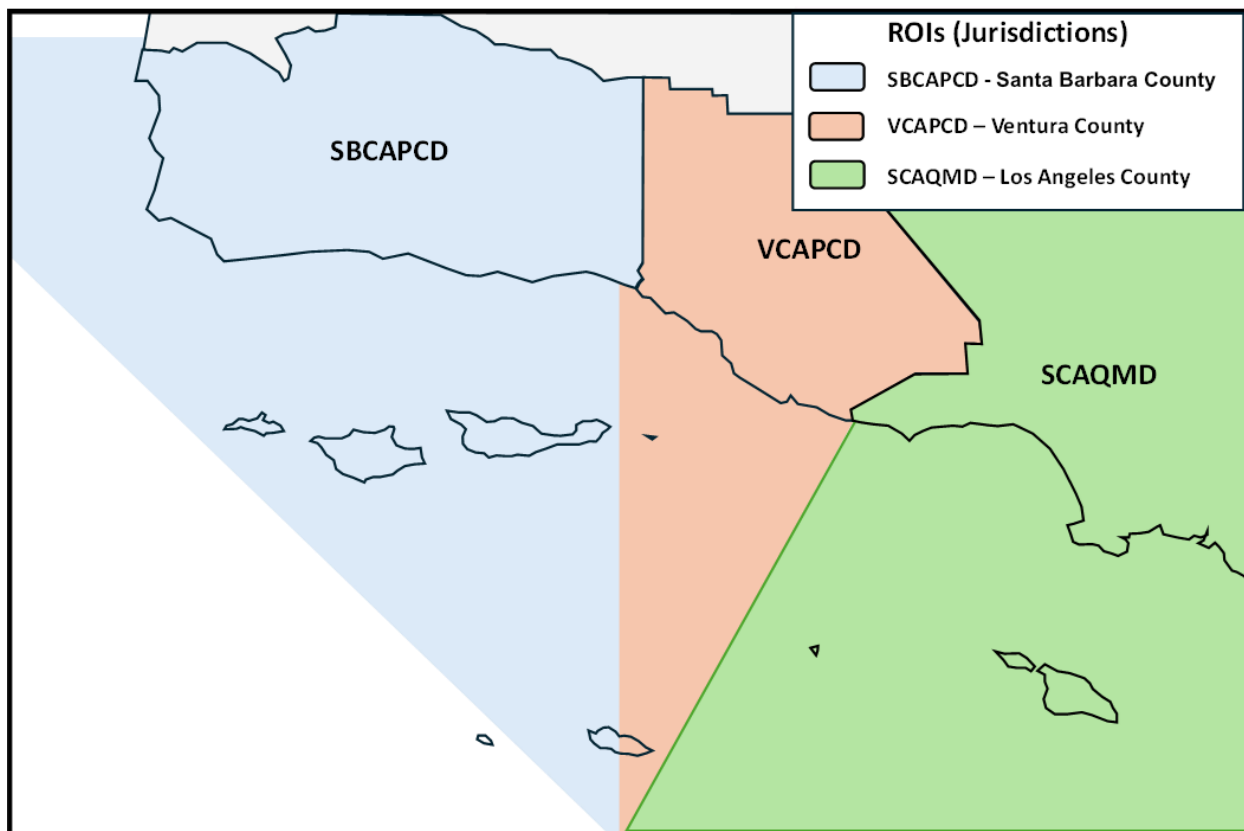 ROIs (Jurisdictions)
SBCAPCD - Santa Barbara County
VCAPCD – Ventura County
SCAQMD – Los Angeles County
SBCAPCD
VCAPCD
SCAQMD